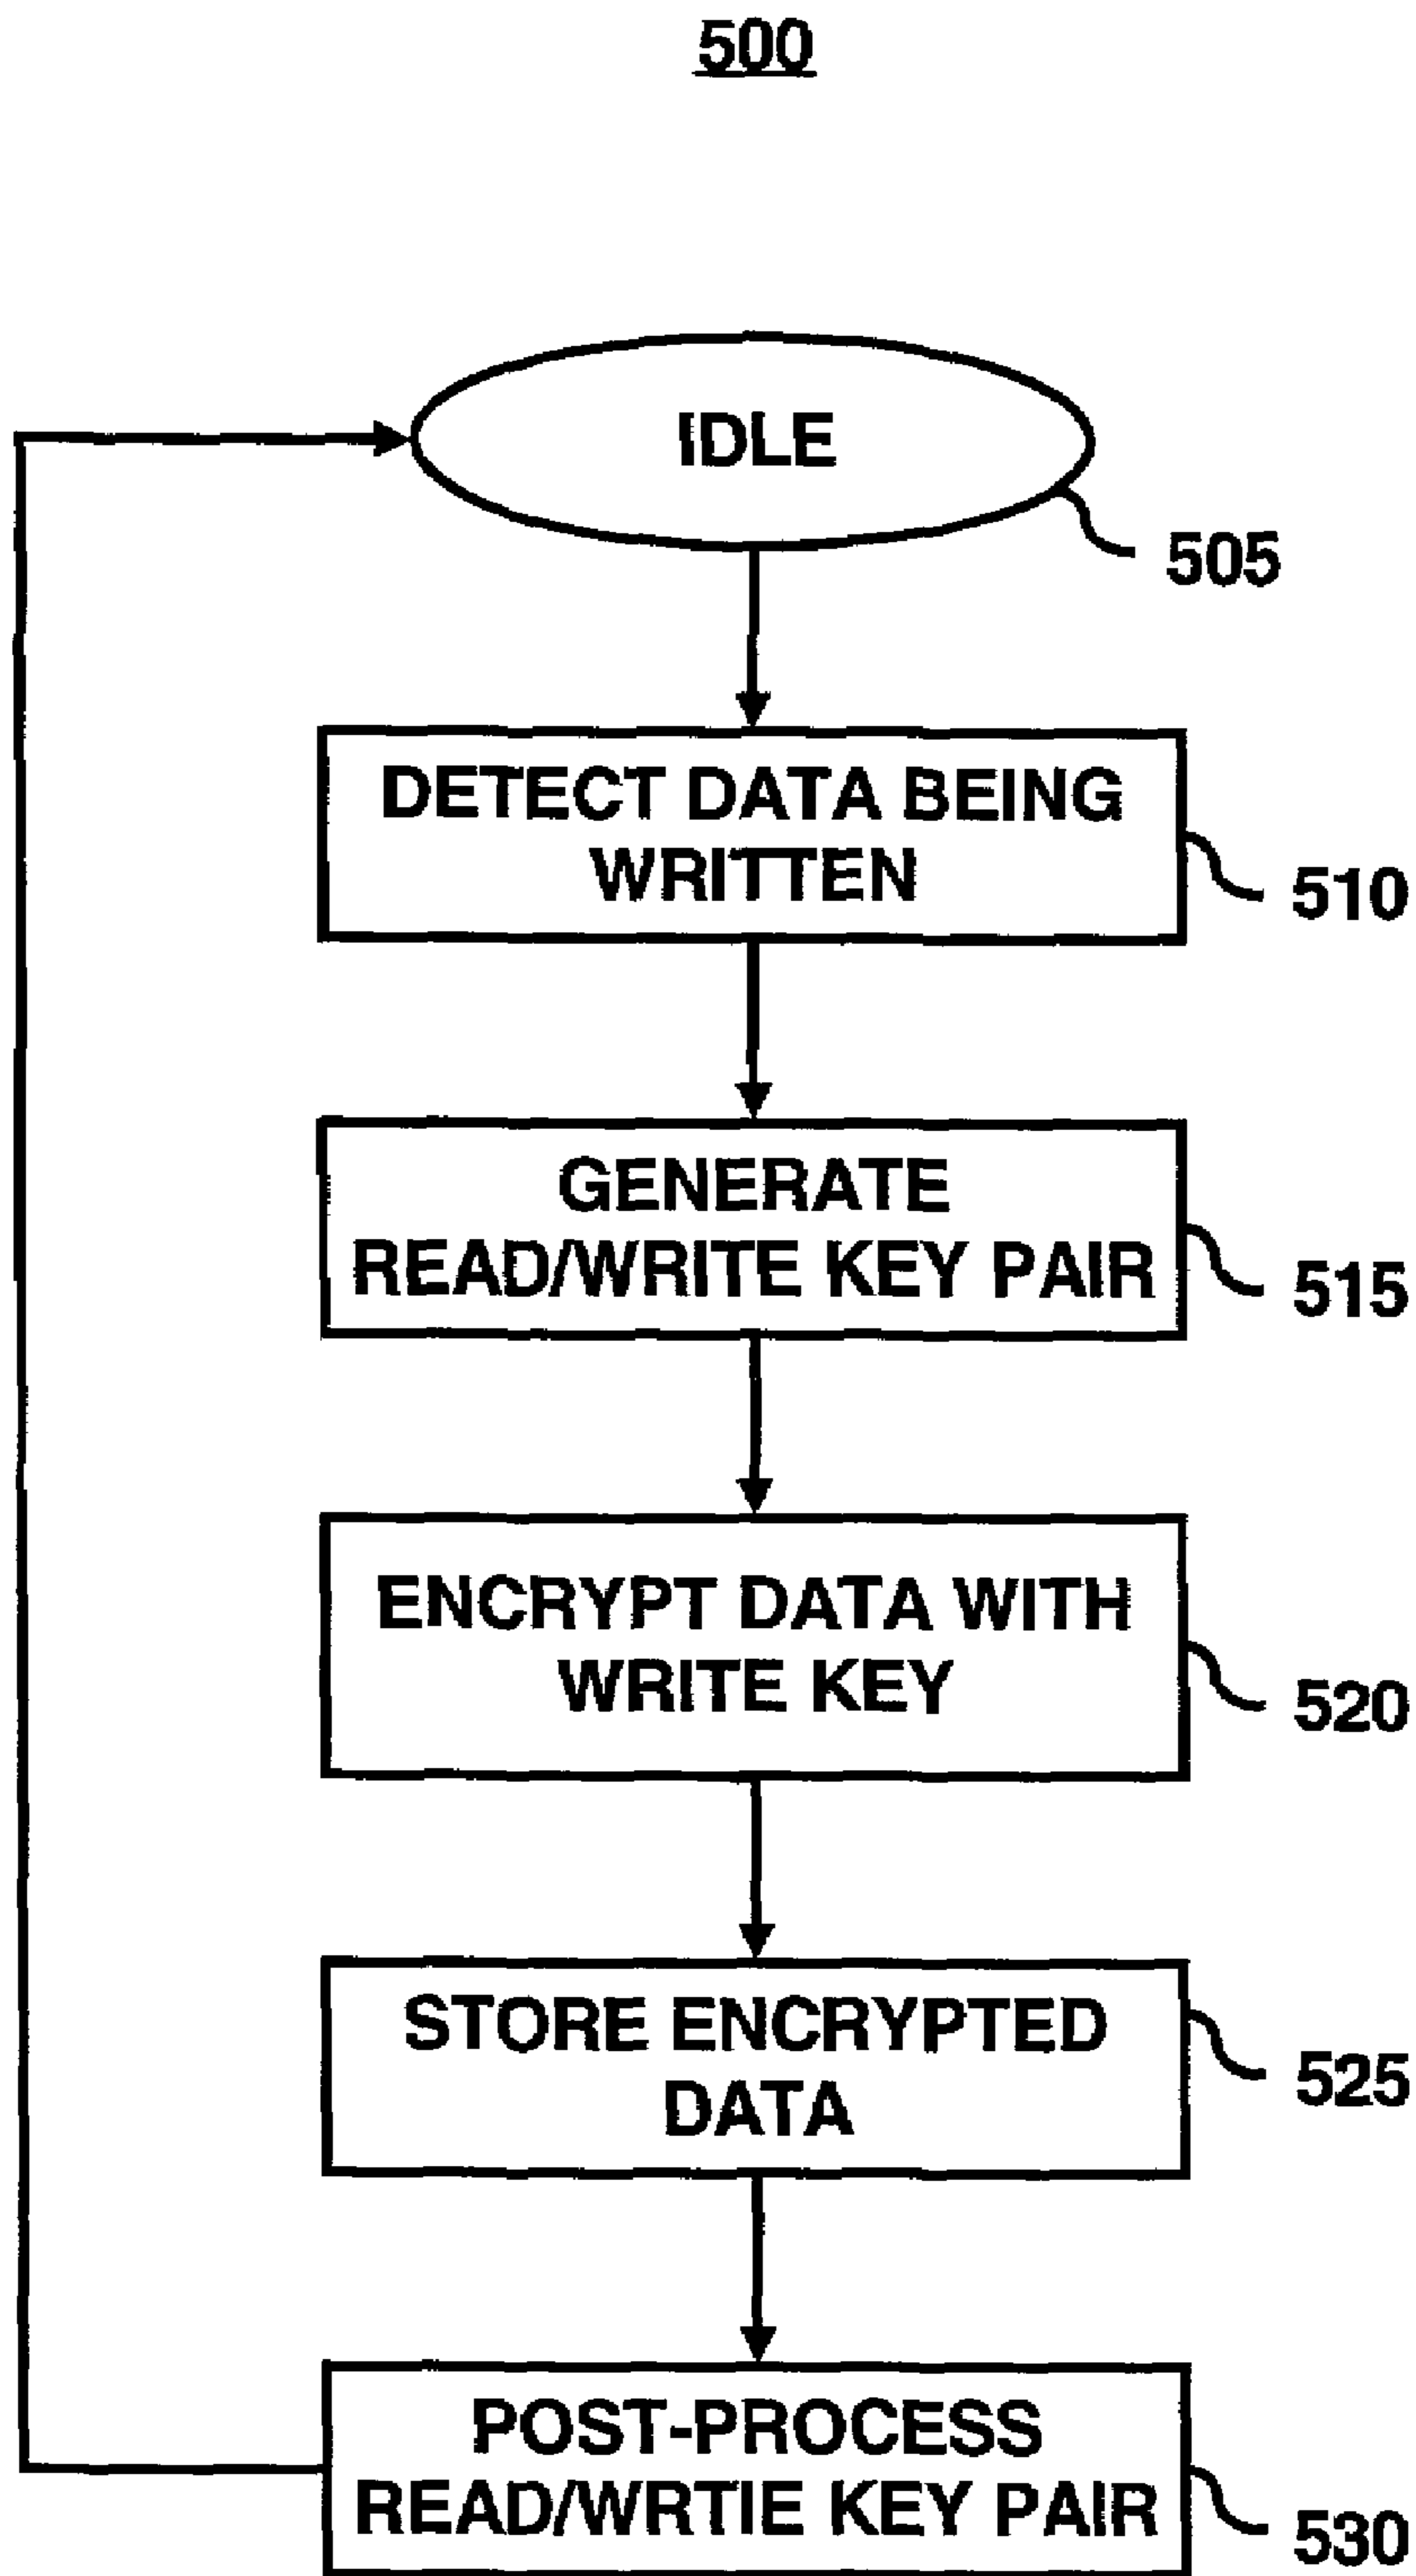 500
IDLE
505
DETECT DATA BEING
WRITTEN
510
GENERATE
READ/WRITE KEY PAIR
515
ENCRYPT DATA WITH
WRITE KEY
520
STORE ENCRYPTED
DATA
525
POST-PROCESS
READ/WRTIE KEY PAIR
530